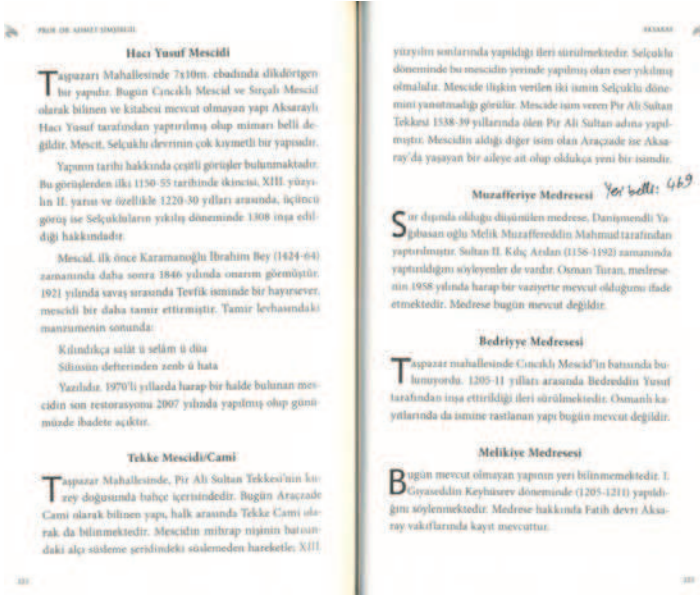 PROF. DR. AHMET ŞİMŞİRGİL
Hacı Yusuf Mescidi
Taşpazarı Mahallesinde 7x10m. ebadında dikdörtgen
bir yapıdır. Bugün Cıncıklı Mescid ve Sırçalı Mescid
olarak bilinen ve kitabesi mevcut olmayan yapı Aksaraylı
Hacı Yusuf tarafından yaptırılmış olup mimarı belli de-
ğildir. Mescit, Selçuklu devrinin çok kıymetli bir yapısıdır.
Yapının tarihi hakkında çeşitli görüşler bulunmaktadır.
Bu görüşlerden ilki 1150-55 tarihinde ikincisi, XIII. yüzyı-
lın II. yarısı ve özellikle 1220-30 yılları arasında, üçüncü
görüş ise Selçukluların yıkılış döneminde 1308 inşa edil-
diği hakkındadır.
Mescid, ilk önce Karamanoğlu İbrahim Bey (1424-64)
zamanında daha sonra 1846 yılında onarım görmüştür.
1921 yılında savaş sırasında Tevfik isminde bir hayırsever,
mescidi bir daha tamir ettirmiştir. Tamir levhasındaki
manzumenin sonunda:
Kılındıkça salât ü selâm ü düa
Silinsün defterinden zenb ü hata
Yazılıdır. 1970'li yıllarda harap bir halde bulunan mes-
cidin son restorasyonu 2007 yılında yapılmış olup günü-
müzde ibadete açıktır.
Tekke Mescidi/Cami
Taşpazar Mahallesinde, Pir Ali Sultan Tekkesi'nin ku-
zey doğusunda bahçe içerisindedir. Bugün Araçzade
Cami olarak bilinen yapı, halk arasında Tekke Cami ola-
rak da bilinmektedir. Mescidin mihrap nişinin batısın-
daki alçı süsleme şeridindeki süslemeden hareketle; XIII.
AKSARAY
yüzyılın sonlarında yapıldığı ileri sürülmektedir. Selçuklu
döneminde bu mescidin yerinde yapılmış olan eser yıkılmış
olmalıdır. Mescide ilişkin verilen iki ismin Selçuklu döne-
mini yansıtmadığı görülür. Mescide isim veren Pir Ali Sultan
Tekkesi 1538-39 yıllarında ölen Pir Ali Sultan adına yapıl-
mıştır. Mescidin aldığı diğer isim olan Araçzade ise Aksa-
ray'da yaşayan bir aileye ait olup oldukça yeni bir isimdir.
Muzafferiye Medresesi Yeri belli: 469
Sur dışında olduğu düşünülen medrese, Danişmendli Ya-
ğıbasan oğlu Melik Muzaffereddin Mahmud tarafından
yaptırılmıştır. Sultan II. Kılıç Arslan (1156-1192) zamanında
yaptırıldığını söyleyenler de vardır. Osman Turan, medrese-
nin 1958 yılında harap bir vaziyette mevcut olduğunu ifade
etmektedir. Medrese bugün mevcut değildir.
Bedriyye Medresesi
Taşpazar mahallesinde Cıncıklı Mescid'in batısında bu-
lunuyordu. 1205-11 yılları arasında Bedreddin Yusuf
tarafından inşa ettirildiği ileri sürülmektedir. Osmanlı ka-
yıtlarında da ismine rastlanan yapı bugün mevcut değildir.
Melikiye Medresesi
Bugün mevcut olmayan yapının yeri bilinmemektedir. I.
Gıyaseddin Keyhüsrev döneminde (1205-1211) yapıldı-
ğını söylenmektedir. Medrese hakkında Fatih devri Aksa-
ray vakıflarında kayıt mevcuttur.